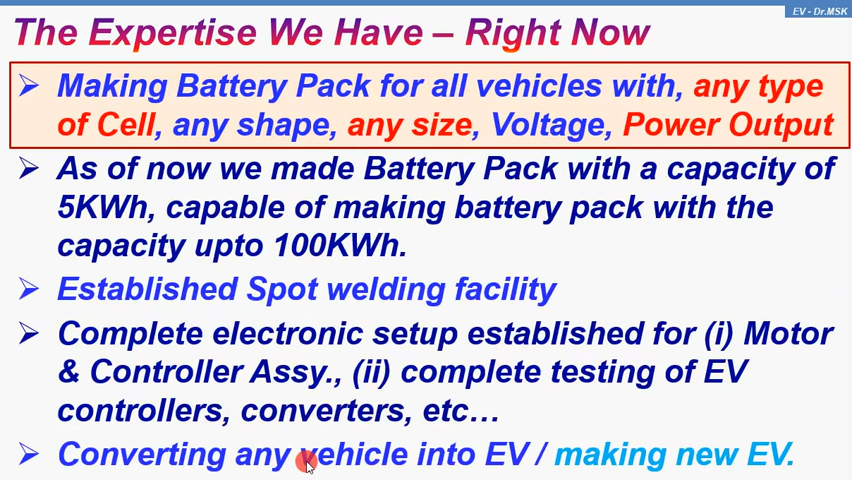 EV - Dr.MSK
The Expertise We Have – Right Now
➢ Making Battery Pack for all vehicles with, any type
of Cell, any shape, any size, Voltage, Power Output
➢ As of now we made Battery Pack with a capacity of
5KWh, capable of making battery pack with the
capacity upto 100KWh.
➢ Established Spot welding facility
➢ Complete electronic setup established for (i) Motor
& Controller Assy., (ii) complete testing of EV
controllers, converters, etc…
➢ Converting any vehicle into EV / making new EV.